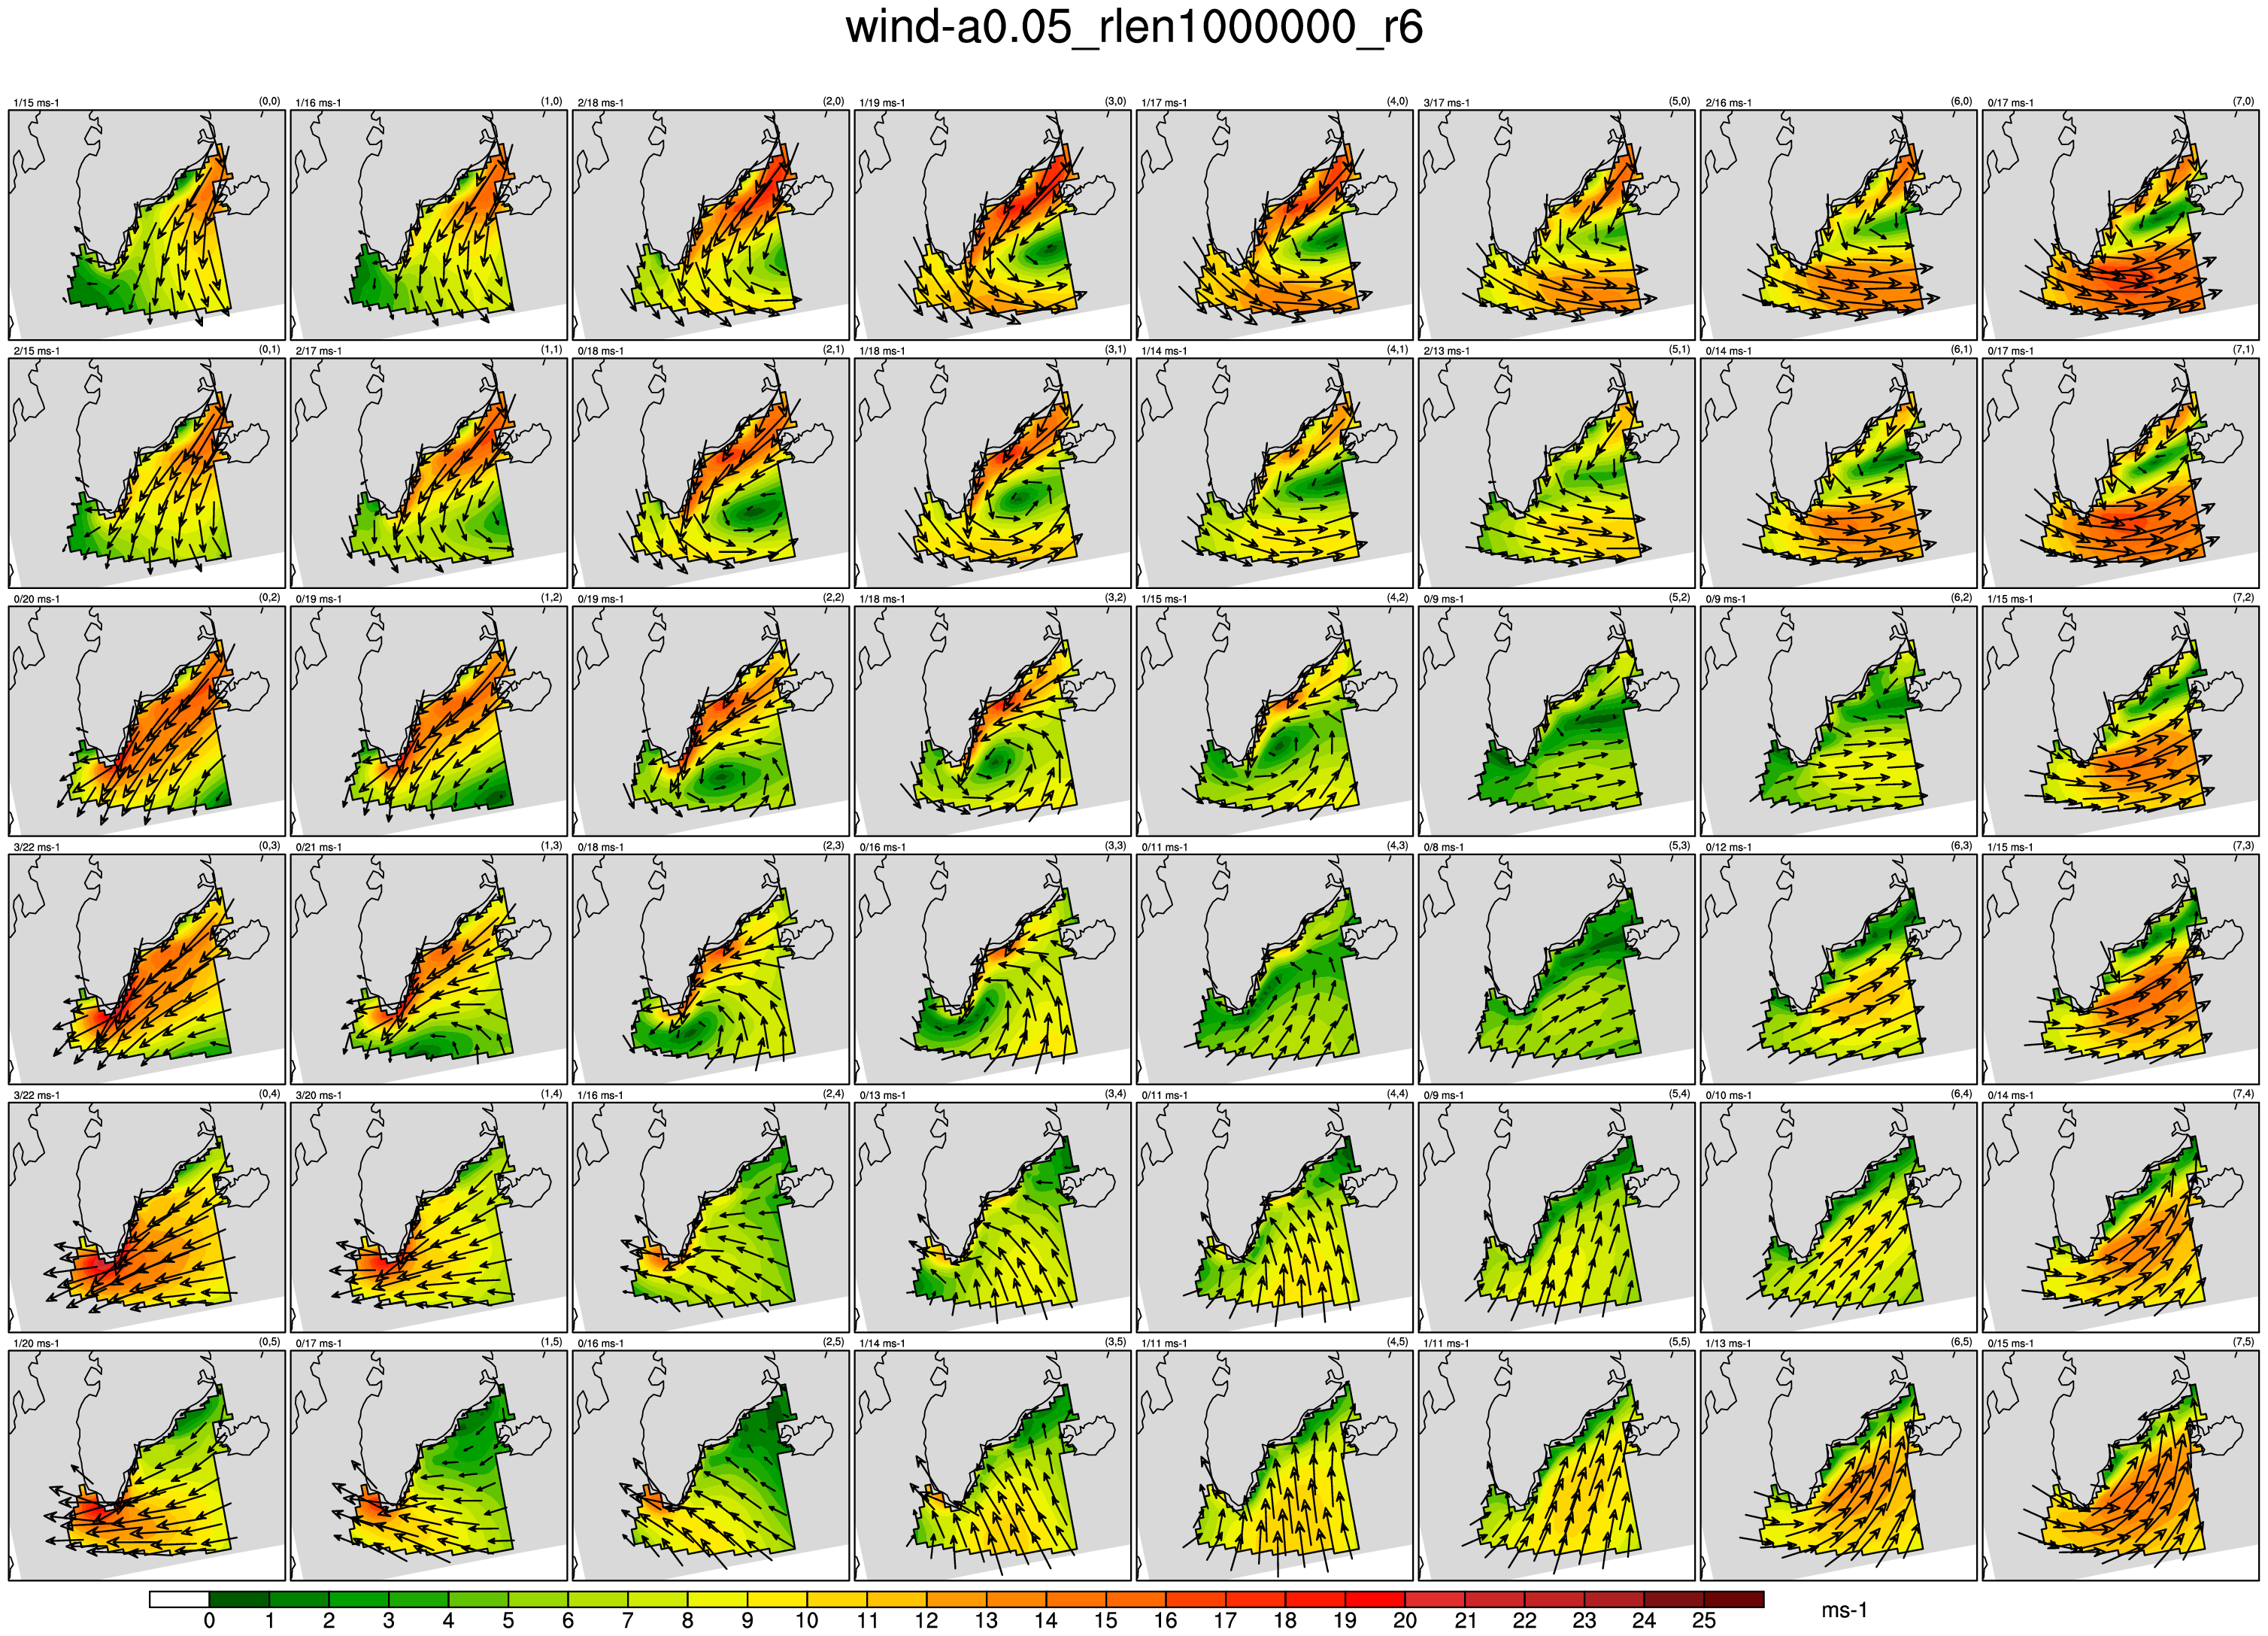 wind-a0.05_rlen1000000_r6
1/15 ms-1 (0,0) 1/16 ms-1 (1,0) 2/18 ms-1 (2,0) 1/19 ms-1 (3,0) 1/17 ms-1 (4,0) 3/17 ms-1 (5,0) 2/16 ms-1 (6,0) 0/17 ms-1 (7,0)
2/15 ms-1 (0,1) 2/17 ms-1 (1,1) 0/18 ms-1 (2,1) 1/18 ms-1 (3,1) 1/14 ms-1 (4,1) 2/13 ms-1 (5,1) 0/14 ms-1 (6,1) 0/17 ms-1 (7,1)
0/20 ms-1 (0,2) 0/19 ms-1 (1,2) 0/19 ms-1 (2,2) 1/18 ms-1 (3,2) 1/15 ms-1 (4,2) 0/9 ms-1 (5,2) 0/9 ms-1 (6,2) 1/15 ms-1 (7,2)
3/22 ms-1 (0,3) 0/21 ms-1 (1,3) 0/18 ms-1 (2,3) 0/16 ms-1 (3,3) 0/11 ms-1 (4,3) 0/8 ms-1 (5,3) 0/12 ms-1 (6,3) 1/15 ms-1 (7,3)
3/22 ms-1 (0,4) 3/20 ms-1 (1,4) 1/16 ms-1 (2,4) 0/13 ms-1 (3,4) 0/11 ms-1 (4,4) 0/9 ms-1 (5,4) 0/10 ms-1 (6,4) 0/14 ms-1 (7,4)
1/20 ms-1 (0,5) 0/17 ms-1 (1,5) 0/16 ms-1 (2,5) 1/14 ms-1 (3,5) 1/11 ms-1 (4,5) 1/11 ms-1 (5,5) 1/13 ms-1 (6,5) 0/15 ms-1 (7,5)
0 1 2 3 4 5 6 7 8 9 10 11 12 13 14 15 16 17 18 19 20 21 22 23 24 25 ms-1